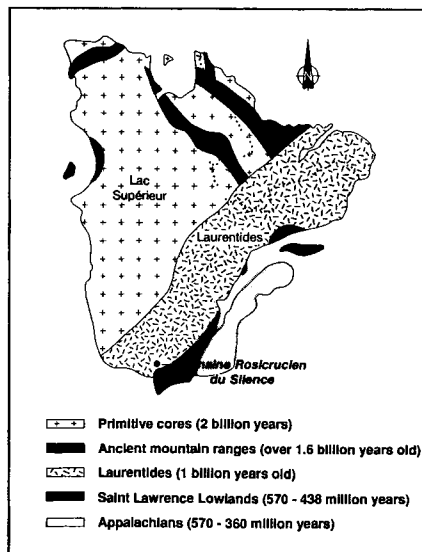 N
Lac
Supérieur
Laurentides
maine Rosicrucien
du Silence
Primitive cores (2 billion years)
Ancient mountain ranges (over 1.6 billion years old)
Laurentides (1 billion years old)
Saint Lawrence Lowlands (570 - 438 million years)
Appalachians (570 - 360 million years)